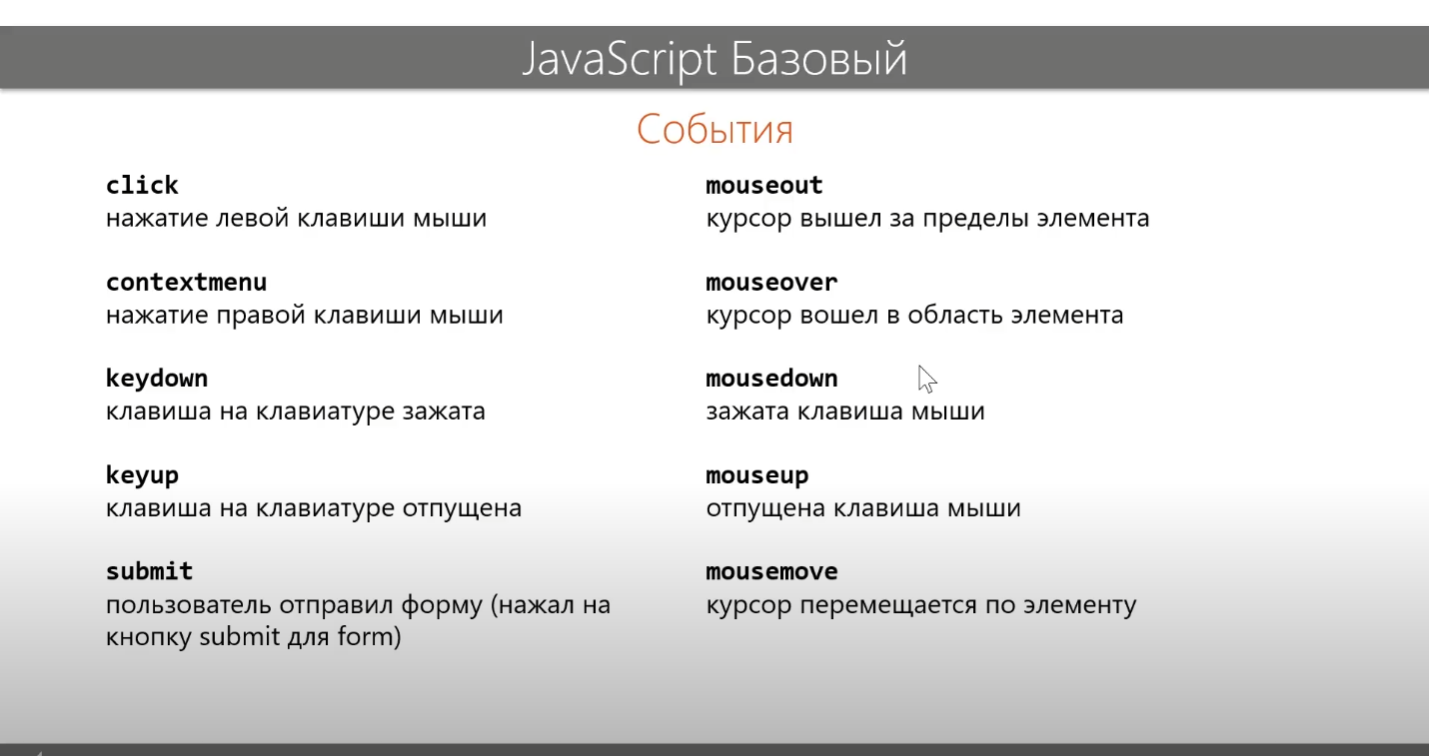 JavaScript Базовый
События
click
нажатие левой клавиши мыши
contextmenu
нажатие правой клавиши мыши
keydown
клавиша на клавиатуре зажата
keyup
клавиша на клавиатуре отпущена
submit
пользователь отправил форму (нажал на
кнопку submit для form)
mouseout
курсор вышел за пределы элемента
mouseover
курсор вошел в область элемента
mousedown
зажата клавиша мыши
mouseup
отпущена клавиша мыши
mousemove
курсор перемещается по элементу